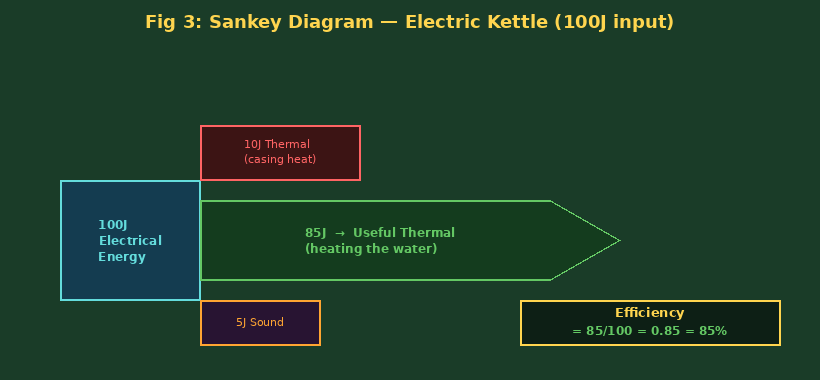 Fig 3: Sankey Diagram — Electric Kettle (100J input)
10J Thermal
(casing heat)
100J
Electrical
Energy
85J → Useful Thermal
(heating the water)
5J Sound
Efficiency
= 85/100 = 0.85 = 85%